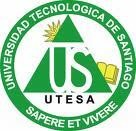 UNIVERSIDAD TECNOLOGICA DE SANTIAGO
US
UTESA
SAPERE ET VIVERE